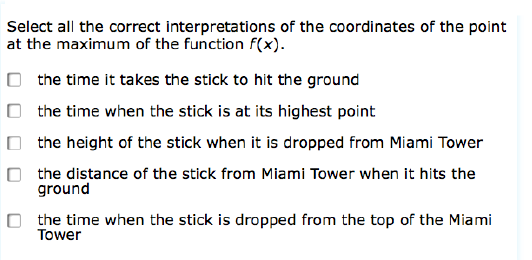 Select all the correct interpretations of the coordinates of the point
at the maximum of the function f(x).
the time it takes the stick to hit the ground
the time when the stick is at its highest point
the height of the stick when it is dropped from Miami Tower
the distance of the stick from Miami Tower when it hits the
ground
the time when the stick is dropped from the top of the Miami
Tower